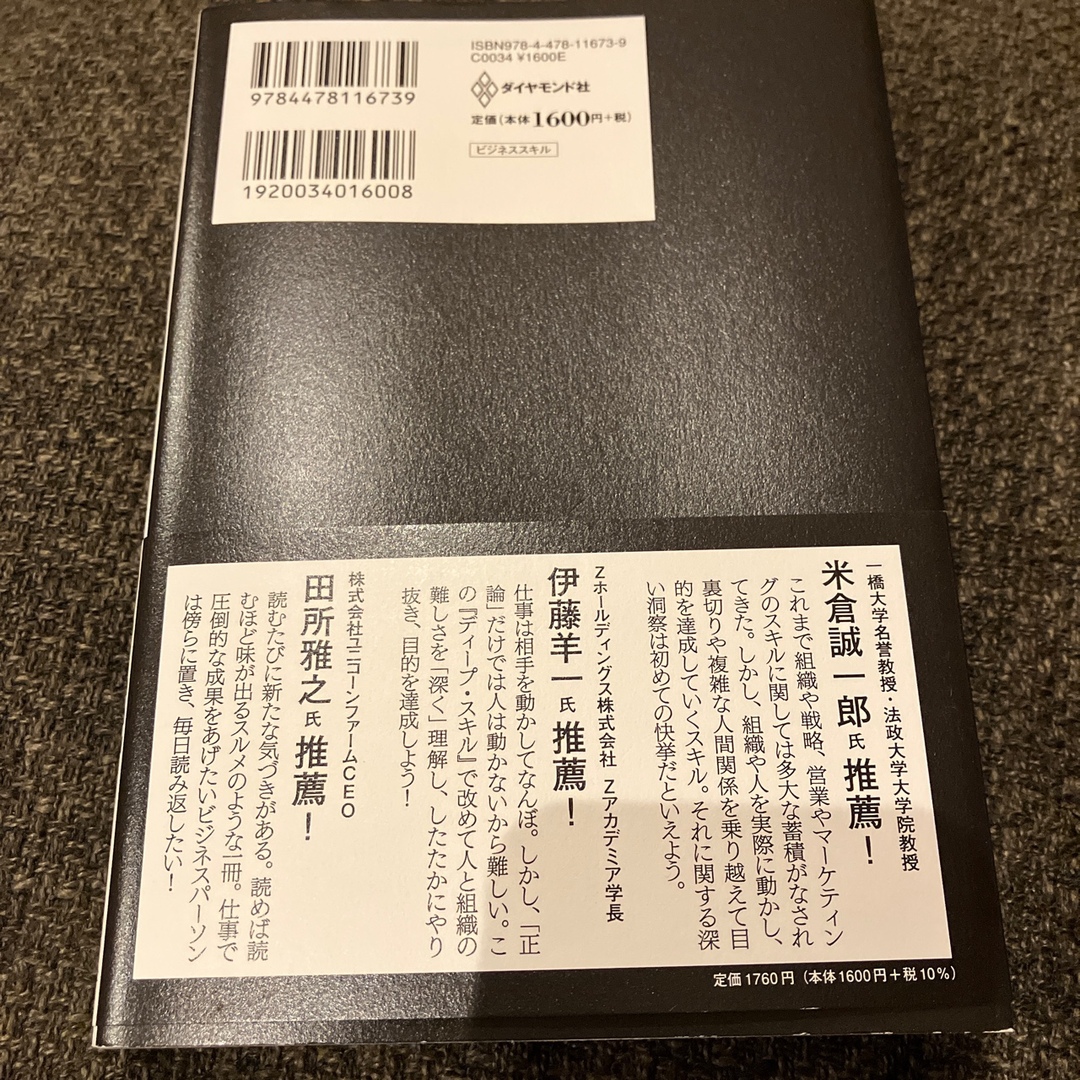 9784478116739
1920034016008
ISBN978-4-478-11673-9
C0034 ¥1600E
ダイヤモンド社
定価(本体1600円+税)
ビジネススキル
一橋大学名誉教授・法政大学大学院教授
米倉誠一郎氏 推薦!
これまで組織や戦略、営業やマーケティン
グのスキルに関しては多大な蓄積がなされ
てきた。しかし、組織や人を実際に動かし、
裏切りや複雑な人間関係を乗り越えて目
的を達成していくスキル。それに関する深
い洞察は初めての快挙だといえよう。
Zホールディングス株式会社 Zアカデミア学長
伊藤羊一氏 推薦!
仕事は相手を動かしてなんぼ。しかし、「正
論」だけでは人は動かないから難しい。こ
の『ディープ・スキル』で改めて人と組織の
難しさを「深く」理解し、したたかにやり
抜き、目的を達成しよう!
株式会社ユニコーンファームCEO
田所雅之氏 推薦!
読むたびに新たな気づきがある。読めば読
むほど味が出るスルメのような一冊。仕事で
圧倒的な成果をあげたいビジネスパーソン
は傍らに置き、毎日読み返したい!
定価1760円(本体1600円+税10%)